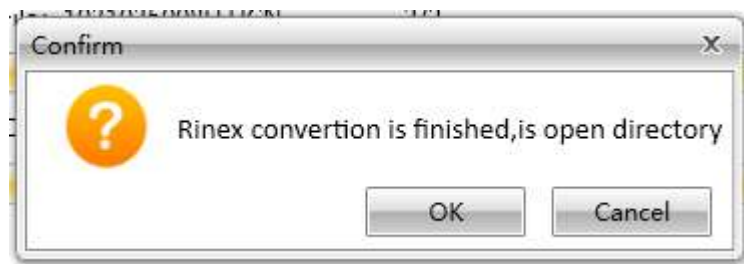 Confirm
Rinex convertion is finished,is open directory
OK
Cancel